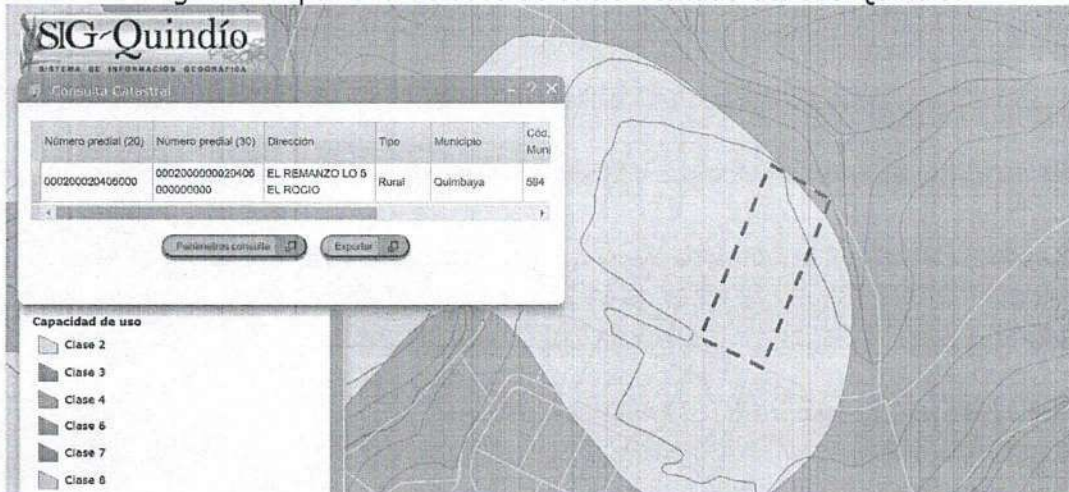 SIG-Quindío
SISTEMA DE INFORMACIÓN GEOGRÁFICA
Consulta Catastral
Número predial (20) Número predial (30) Dirección Tipo Municipio Cód. Muni
000200020406000 0002000000020406 EL REMANZO LO 5 Rural Quimbaya 594
000000000 EL ROCIO
Parámetros consulta Exportar
Capacidad de uso
Clase 2
Clase 3
Clase 4
Clase 6
Clase 7
Clase 8